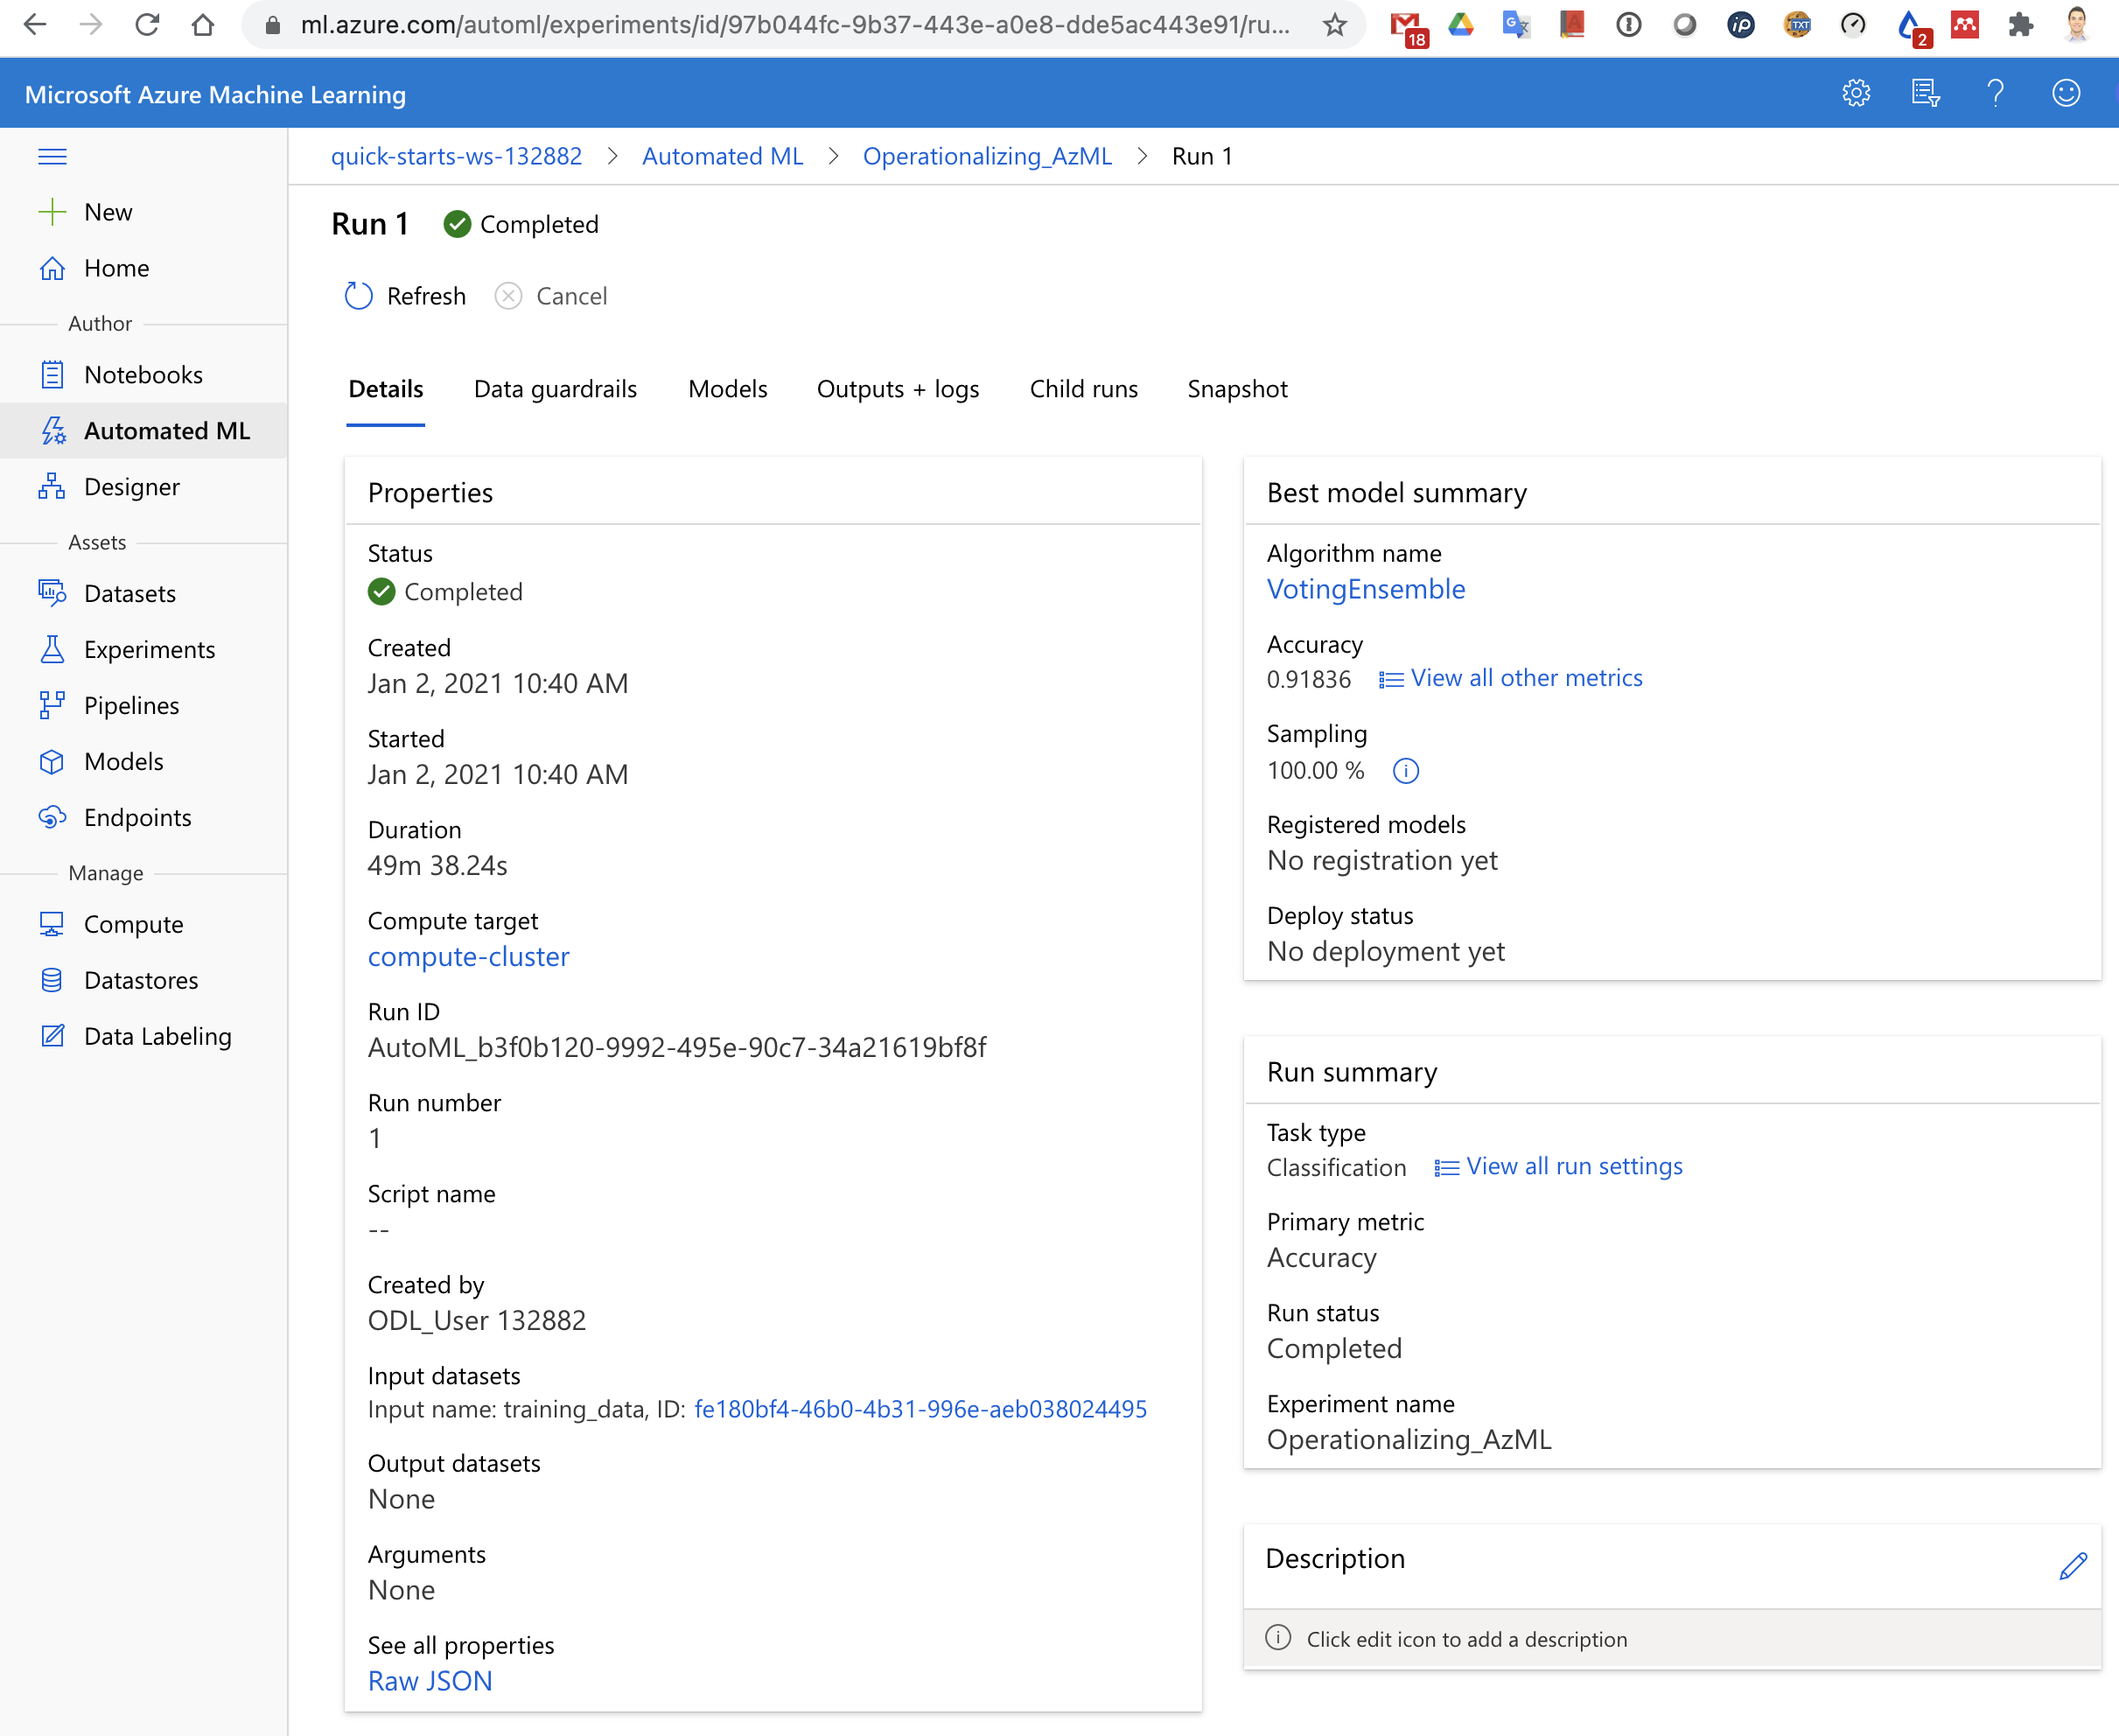 ml.azure.com/automl/experiments/id/97b044fc-9b37-443e-a0e8-dde5ac443e91/ru...
18
TXT
2
Microsoft Azure Machine Learning
quick-starts-ws-132882 > Automated ML > Operationalizing_AzML > Run 1
New
Home
Author
Notebooks
Automated ML
Designer
Assets
Datasets
Experiments
Pipelines
Models
Endpoints
Manage
Compute
Datastores
Data Labeling
Run 1 Completed
Refresh Cancel
Details Data guardrails Models Outputs + logs Child runs Snapshot
Properties
Status
Completed
Created
Jan 2, 2021 10:40 AM
Started
Jan 2, 2021 10:40 AM
Duration
49m 38.24s
Compute target
compute-cluster
Run ID
AutoML_b3f0b120-9992-495e-90c7-34a21619bf8f
Run number
1
Script name
--
Created by
ODL_User 132882
Input datasets
Input name: training_data, ID: fe180bf4-46b0-4b31-996e-aeb038024495
Output datasets
None
Arguments
None
See all properties
Raw JSON
Best model summary
Algorithm name
VotingEnsemble
Accuracy
0.91836 View all other metrics
Sampling
100.00 %
Registered models
No registration yet
Deploy status
No deployment yet
Run summary
Task type
Classification View all run settings
Primary metric
Accuracy
Run status
Completed
Experiment name
Operationalizing_AzML
Description
Click edit icon to add a description